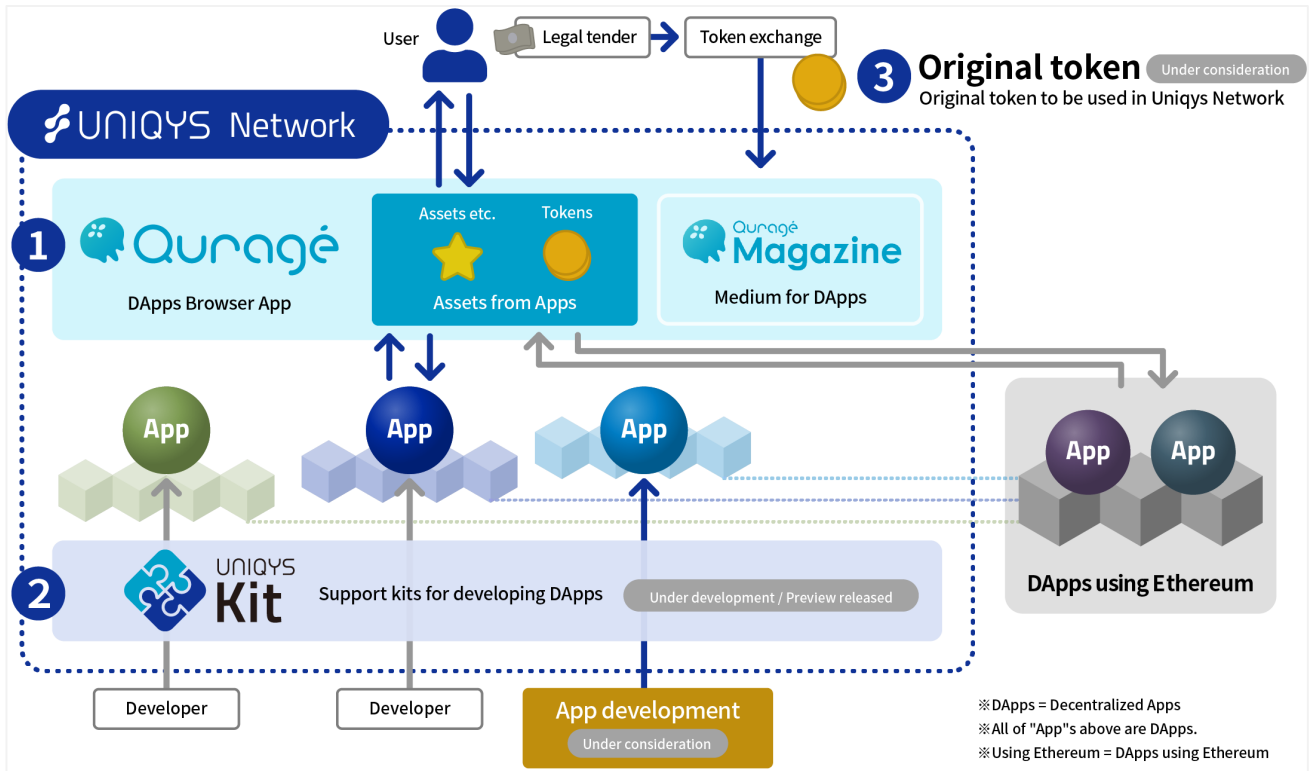 User
Legal tender
Token exchange
3
Original token
Under consideration
Original token to be used in Uniqys Network
UNIQYS Network
1
Quragé
DApps Browser App
Assets etc.
Tokens
Assets from Apps
Quragé
Magazine
Medium for DApps
App
App
App
App
App
DApps using Ethereum
2
UNIQYS
Kit
Support kits for developing DApps
Under development / Preview released
Developer
Developer
App development
Under consideration
※DApps = Decentralized Apps
※All of "App"s above are DApps.
※Using Ethereum = DApps using Ethereum